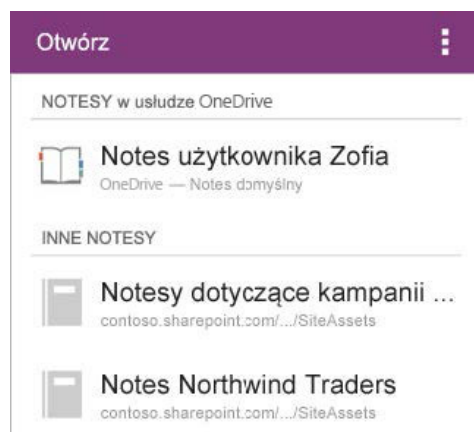 Otwórz
NOTESY w usłudze OneDrive
Notes użytkownika Zofia
OneDrive — Notes domyślny
INNE NOTESY
Notesy dotyczące kampanii ...
contoso.sharepoint.com/.../SiteAssets
Notes Northwind Traders
contoso.sharepoint.com/.../SiteAssets